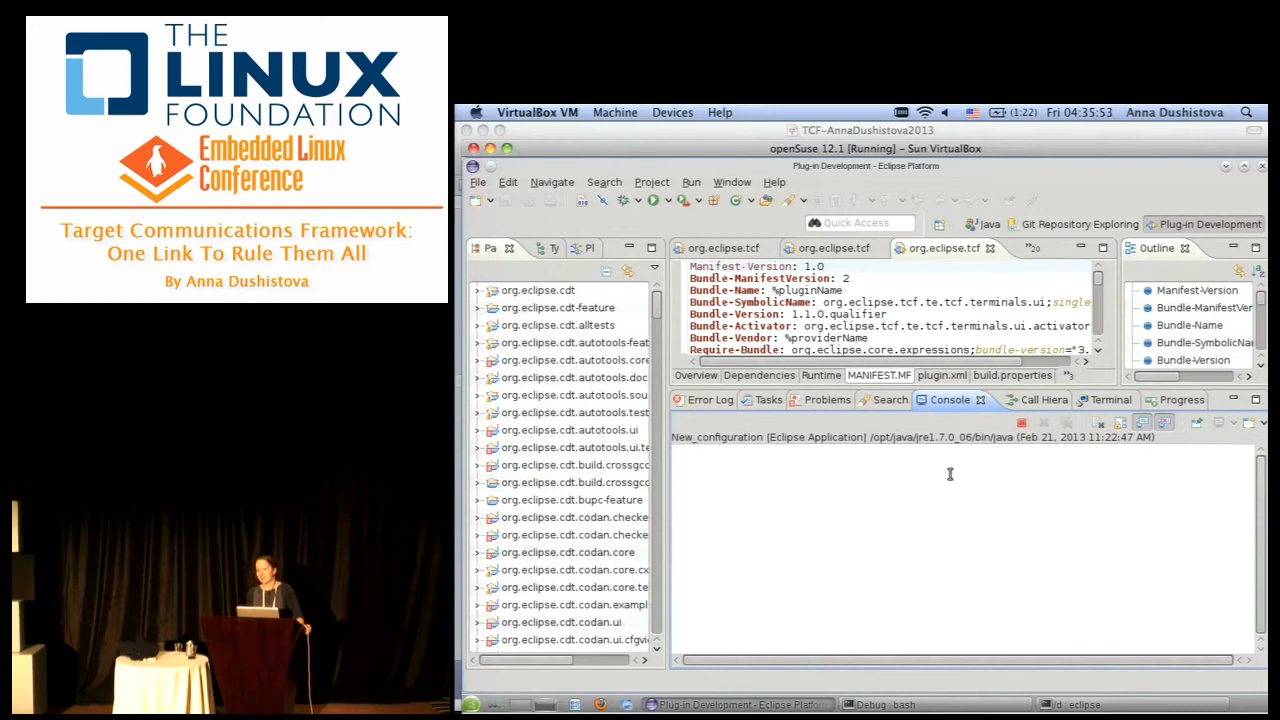 THE
LINUX
FOUNDATION
Embedded Linux
Conference
Target Communications Framework:
One Link To Rule Them All
By Anna Dushistova
VirtualBox VM Machine Devices Help (1:22) Fri 04:35:53 Anna Dushistova
TCF-AnnaDushistova2013
openSuse 12.1 [Running] – Sun VirtualBox
Plug-in Development - Eclipse Platform
File Edit Navigate Search Project Run Window Help
Quick Access Java Git Repository Exploring Plug-in Development
Pa Ty Pl org.eclipse.tcf org.eclipse.tcf org.eclipse.tcf »20 Outline
org.eclipse.cdt
org.eclipse.cdt-feature
org.eclipse.cdt.alltests
org.eclipse.cdt.autotools-feat
org.eclipse.cdt.autotools.core
org.eclipse.cdt.autotools.doc
org.eclipse.cdt.autotools.sou
org.eclipse.cdt.autotools.test
org.eclipse.cdt.autotools.ui
org.eclipse.cdt.autotools.ui.te
org.eclipse.cdt.build.crossgcc
org.eclipse.cdt.build.crossgcc
org.eclipse.cdt.bupc-feature
org.eclipse.cdt.codan.checke
org.eclipse.cdt.codan.checke
org.eclipse.cdt.codan.core
org.eclipse.cdt.codan.core.cx
org.eclipse.cdt.codan.core.te
org.eclipse.cdt.codan.exampl
org.eclipse.cdt.codan.ui
org.eclipse.cdt.codan.ui.cfgvi
Manifest-Version: 1.0
Bundle-ManifestVersion: 2
Bundle-Name: %pluginName
Bundle-SymbolicName: org.eclipse.tcf.te.tcf.terminals.ui;single
Bundle-Version: 1.1.0.qualifier
Bundle-Activator: org.eclipse.tcf.te.tcf.terminals.ui.activator
Bundle-Vendor: %providerName
Require-Bundle: org.eclipse.core.expressions;bundle-version="3.
Overview Dependencies Runtime MANIFEST.MF plugin.xml build.properties »3
Manifest-Version
Bundle-ManifestVer
Bundle-Name
Bundle-SymbolicNa
Bundle-Version
Error Log Tasks Problems Search Console Call Hiera Terminal Progress
New_configuration [Eclipse Application] /opt/java/jre1.7.0_06/bin/java (Feb 21, 2013 11:22:47 AM)
Plug-in Development - Eclipse Platfo Debug : bash /d : eclipse